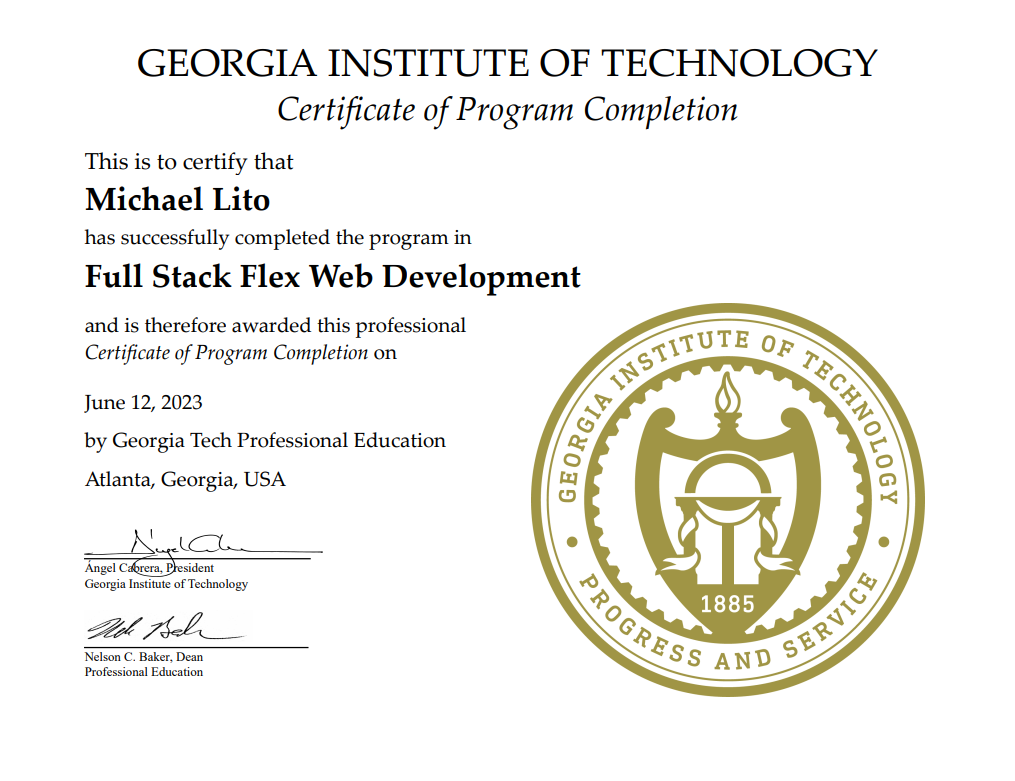 GEORGIA INSTITUTE OF TECHNOLOGY
Certificate of Program Completion
This is to certify that
Michael Lito
has successfully completed the program in
Full Stack Flex Web Development
and is therefore awarded this professional
Certificate of Program Completion on
June 12, 2023
by Georgia Tech Professional Education
Atlanta, Georgia, USA
Ángel Cabrera, President
Georgia Institute of Technology
Nelson C. Baker, Dean
Professional Education
GEORGIA INSTITUTE OF TECHNOLOGY
1885
PROGRESS AND SERVICE